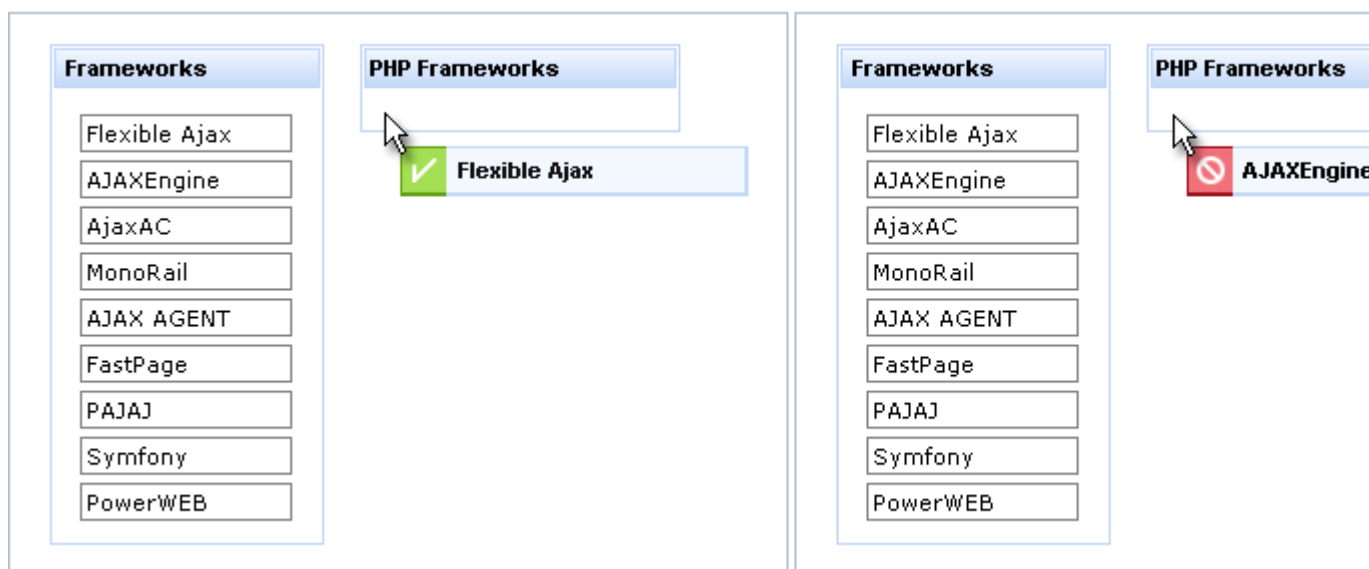 Frameworks
PHP Frameworks
Flexible Ajax
AJAXEngine
AjaxAC
MonoRail
AJAX AGENT
FastPage
PAJAJ
Symfony
PowerWEB
Flexible Ajax
Frameworks
PHP Frameworks
Flexible Ajax
AJAXEngine
AjaxAC
MonoRail
AJAX AGENT
FastPage
PAJAJ
Symfony
PowerWEB
AJAXEngine